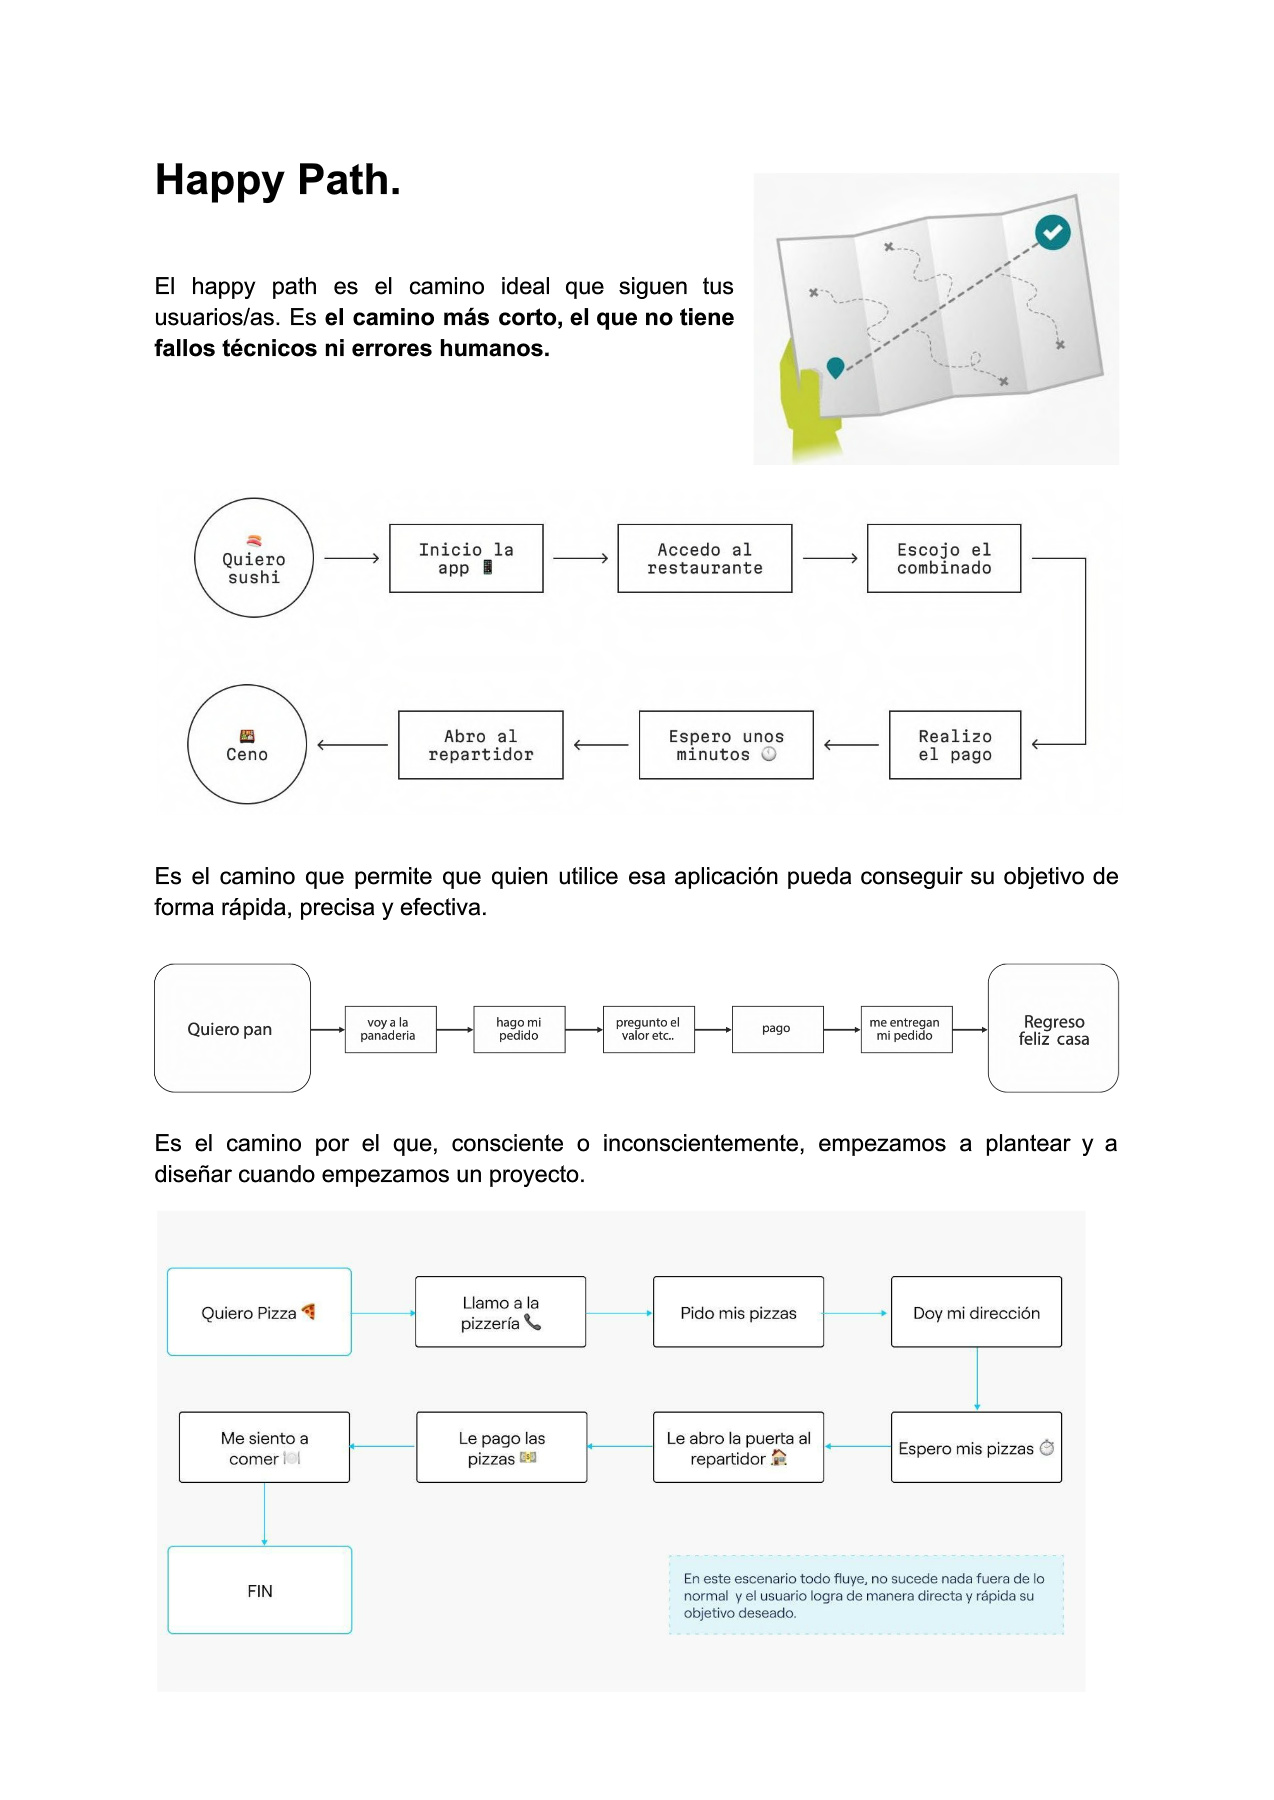 Happy Path.
El happy path es el camino ideal que siguen tus
usuarios/as. Es el camino más corto, el que no tiene
fallos técnicos ni errores humanos.
Quiero
sushi
Inicio la
app
Accedo al
restaurante
Escojo el
combinado
Realizo
el pago
Espero unos
minutos
Abro al
repartidor
Ceno
Es el camino que permite que quien utilice esa aplicación pueda conseguir su objetivo de
forma rápida, precisa y efectiva.
Quiero pan
voy a la
panaderia
hago mi
pedido
pregunto el
valor etc..
pago
me entregan
mi pedido
Regreso
feliz casa
Es el camino por el que, consciente o inconscientemente, empezamos a plantear y a
diseñar cuando empezamos un proyecto.
Quiero Pizza 🍕
Llamo a la
pizzería 📞
Pido mis pizzas
Doy mi dirección
Espero mis pizzas ⏱
Le abro la puerta al
repartidor 🏠
Le pago las
pizzas 💵
Me siento a
comer 🍽
FIN
En este escenario todo fluye, no sucede nada fuera de lo
normal y el usuario logra de manera directa y rápida su
objetivo deseado.